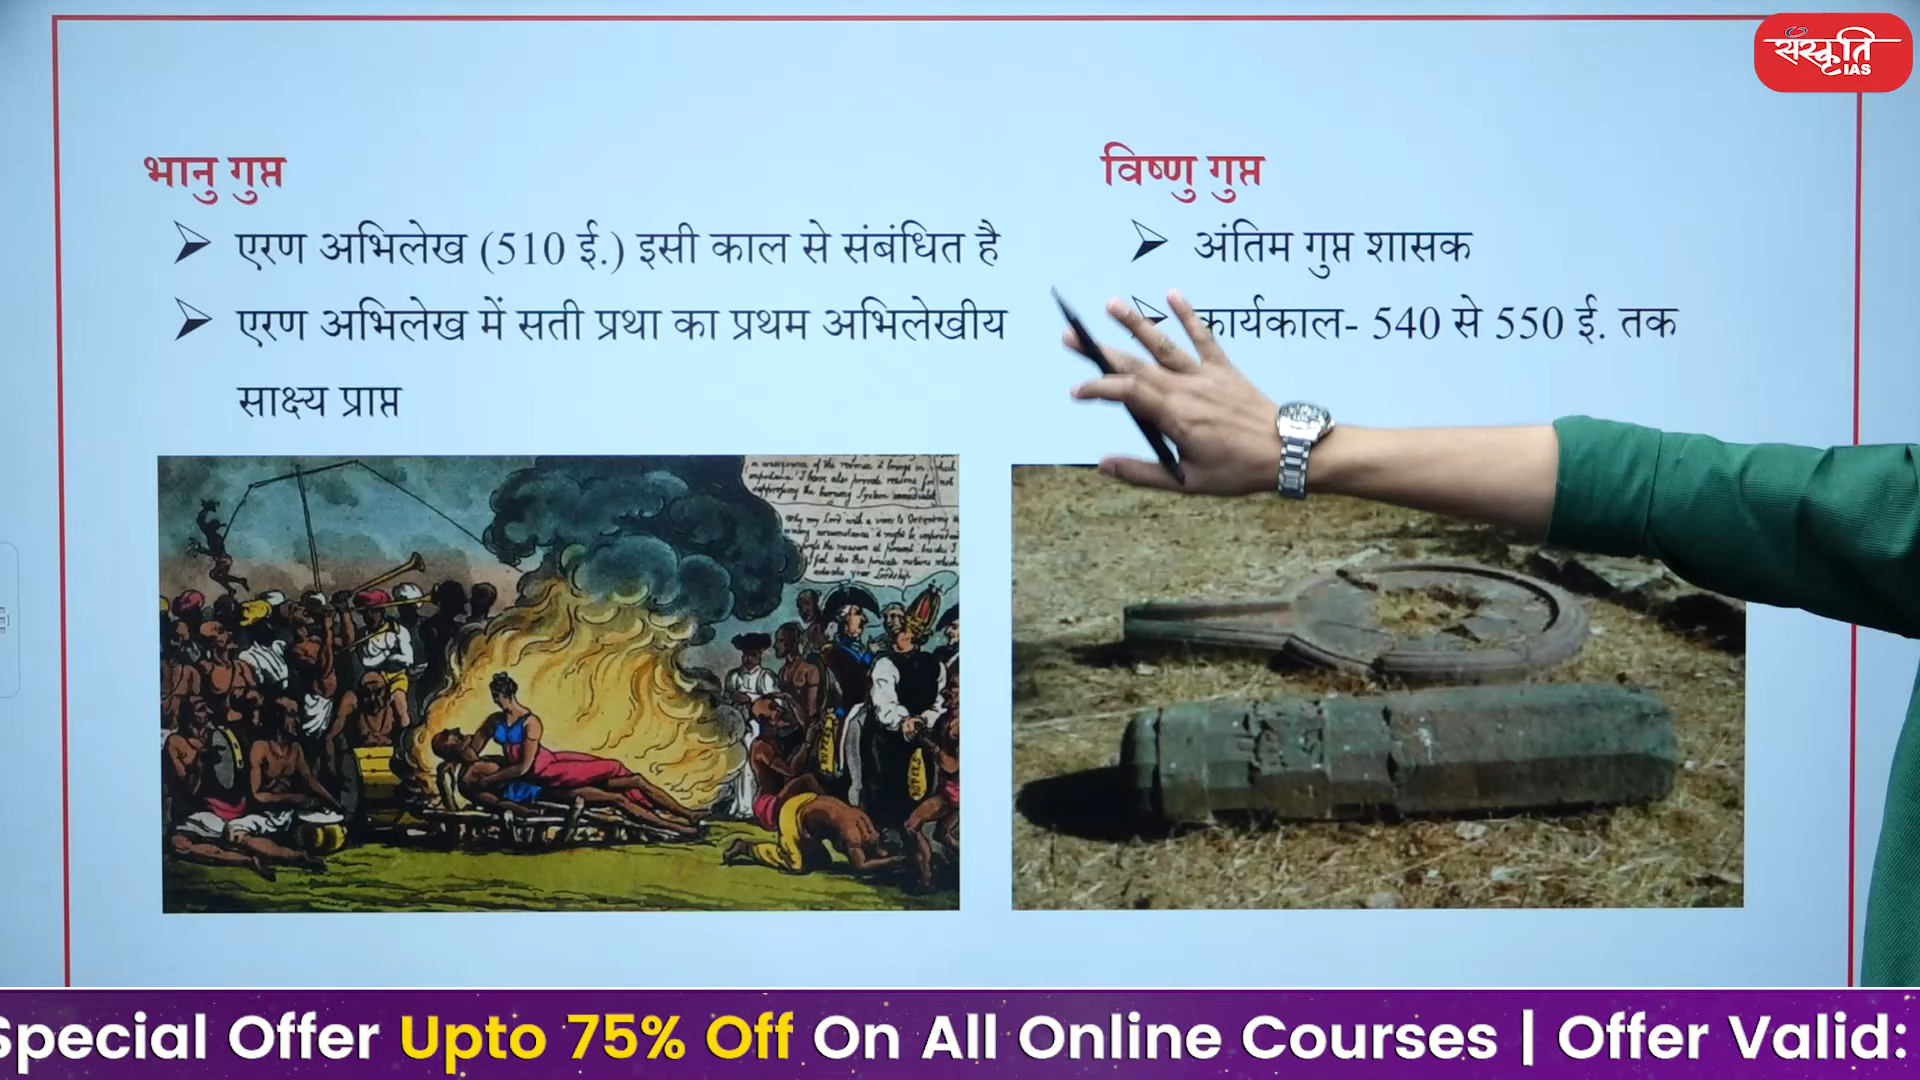 संस्कृति
IAS
भानु गुप्त
एरण अभिलेख (510 ई.) इसी काल से संबंधित है
एरण अभिलेख में सती प्रथा का प्रथम अभिलेखीय
साक्ष्य प्राप्त
विष्णु गुप्त
अंतिम गुप्त शासक
कार्यकाल- 540 से 550 ई. तक
Special Offer Upto 75% Off On All Online Courses | Offer Valid: